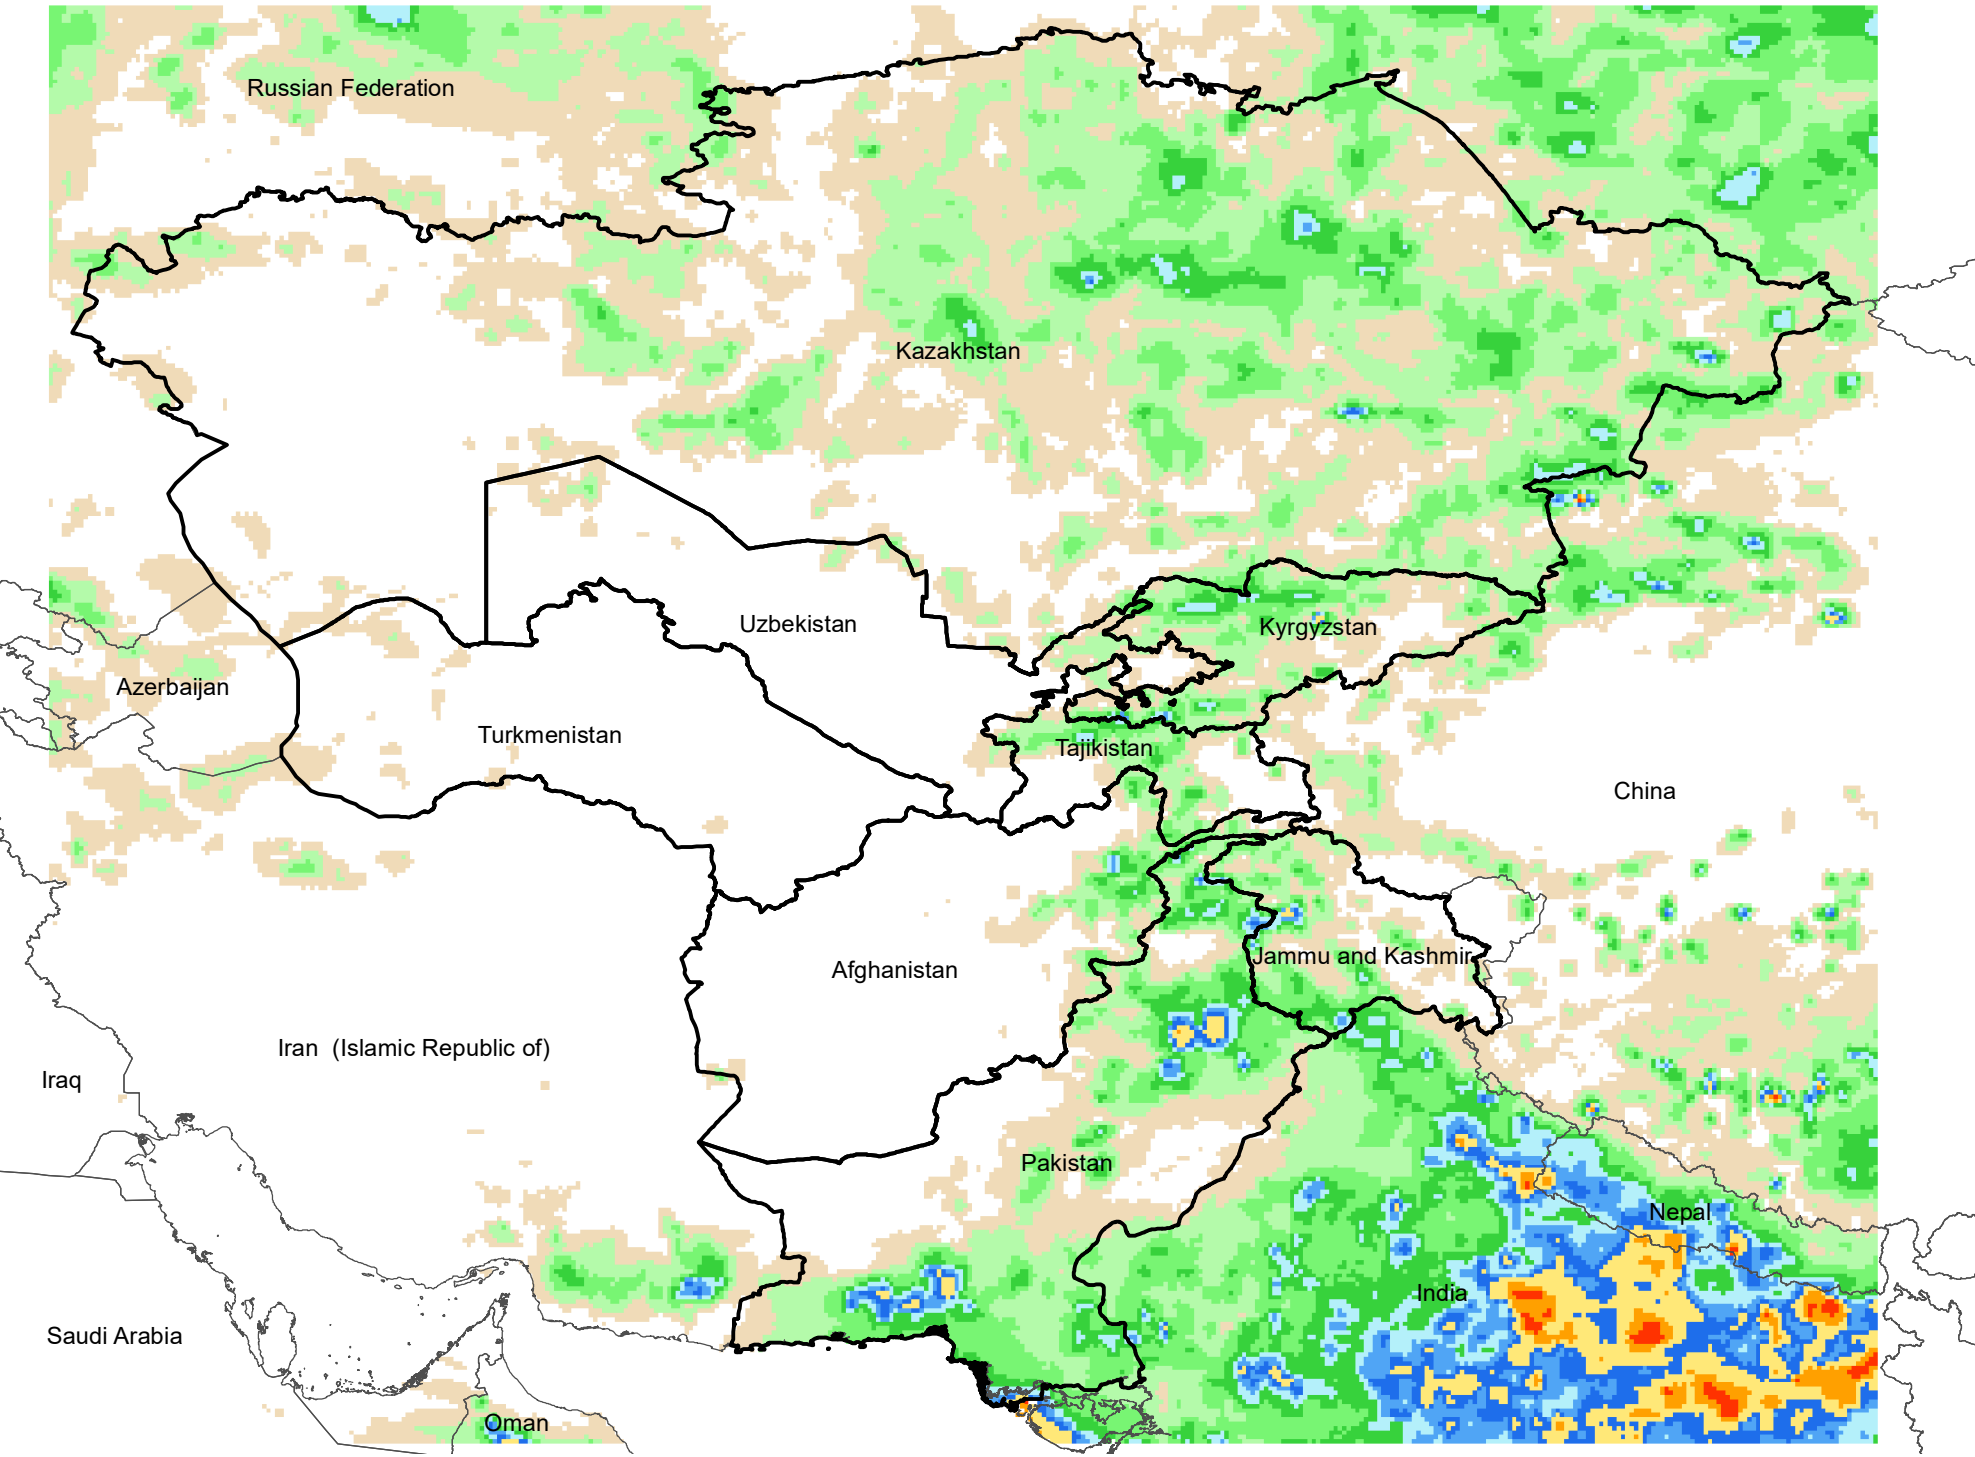 Russian Federation
Kazakhstan
Uzbekistan
Kyrgyzstan
Azerbaijan
Turkmenistan
Tajikistan
China
Jammu and Kashmir
Afghanistan
Iran  (Islamic Republic of)
Iraq
Pakistan
Nepal
India
Saudi Arabia
Oman